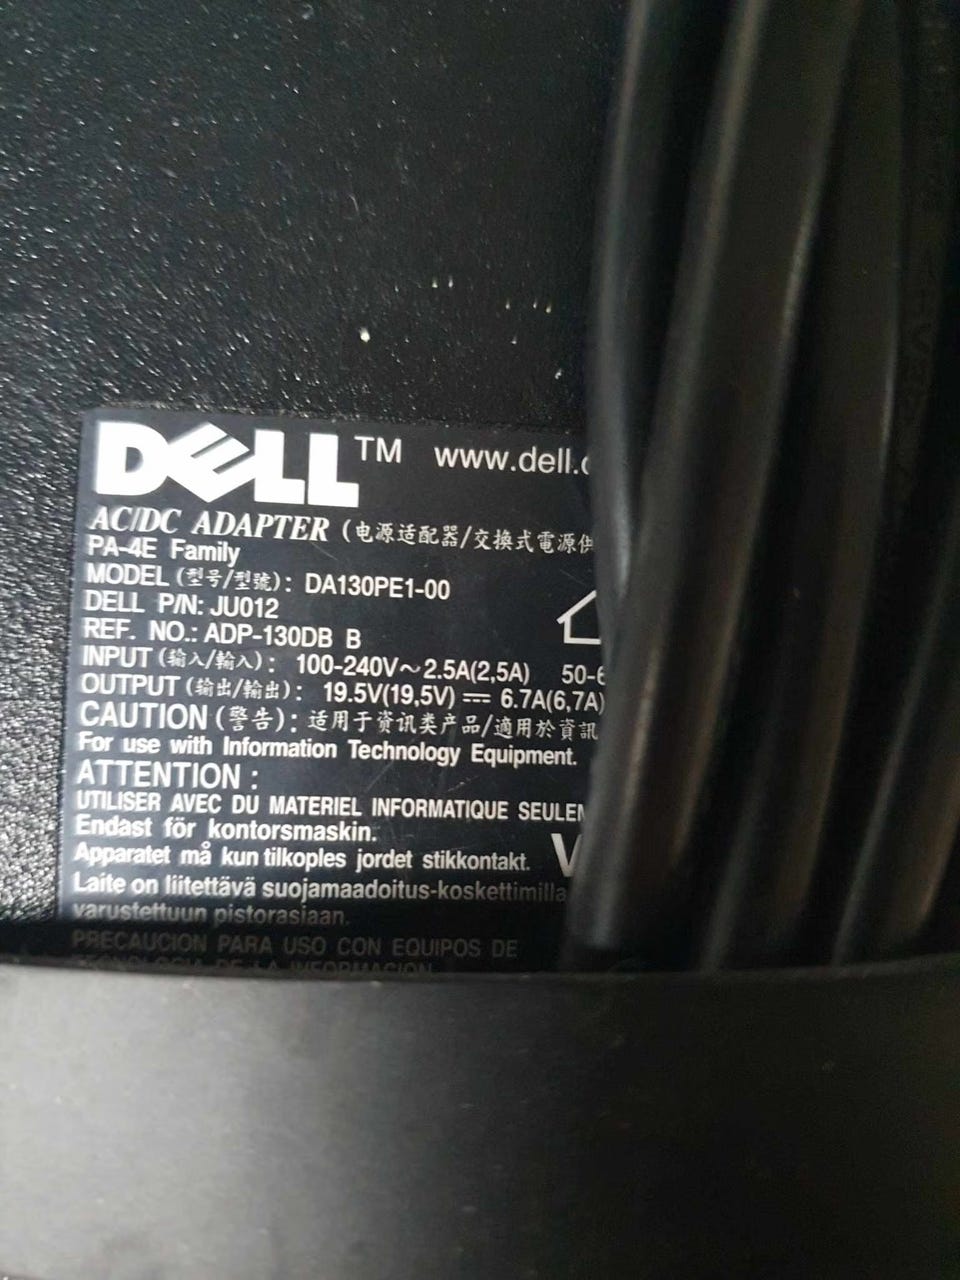 DELL™ www.dell.
AC/DC ADAPTER (电源适配器/交換式電源供
PA-4E Family
MODEL (型号/型號): DA130PE1-00
DELL P/N: JU012
REF. NO.: ADP-130DB B
INPUT (输入/輸入): 100-240V~2.5A(2,5A) 50-6
OUTPUT (输出/輸出): 19.5V(19,5V) ⎓ 6.7A(6,7A)
CAUTION (警告): 适用于资讯类产品/適用於資訊
For use with Information Technology Equipment.
ATTENTION :
UTILISER AVEC DU MATERIEL INFORMATIQUE SEULEM
Endast för kontorsmaskin.
Apparatet må kun tilkoples jordet stikkontakt. V
Laite on liitettävä suojamaadoitus-koskettimilla
varustettuun pistorasiaan.
PRECAUCION PARA USO CON EQUIPOS DE
TECNOLOGIA DE LA INFORMACION